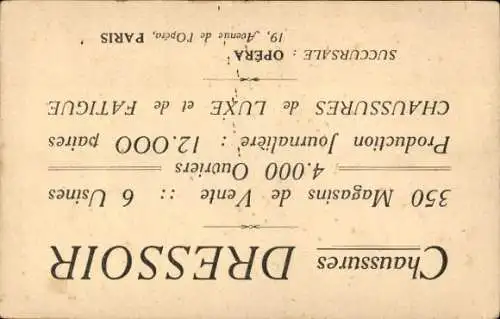 Chaussures DRESSOIR
350 Magasins de Vente :: 6 Usines
4.000 Ouvriers
Production Journalière : 12.000 paires
CHAUSSURES de LUXE et de FATIGUE
SUCCURSALE : OPÉRA
19, Avenue de l'Opéra, PARIS